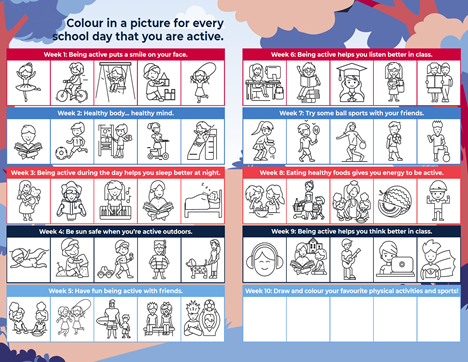 Colour in a picture for every
school day that you are active.
Week 1: Being active puts a smile on your face.
Week 2: Healthy body... healthy mind.
Week 3: Being active during the day helps you sleep better at night.
Week 4: Be sun safe when you're active outdoors.
Week 5: Have fun being active with friends.
Week 6: Being active helps you listen better in class.
Week 7: Try some ball sports with your friends.
Week 8: Eating healthy foods gives you energy to be active.
Week 9: Being active helps you think better in class.
Week 10: Draw and colour your favourite physical activities and sports!